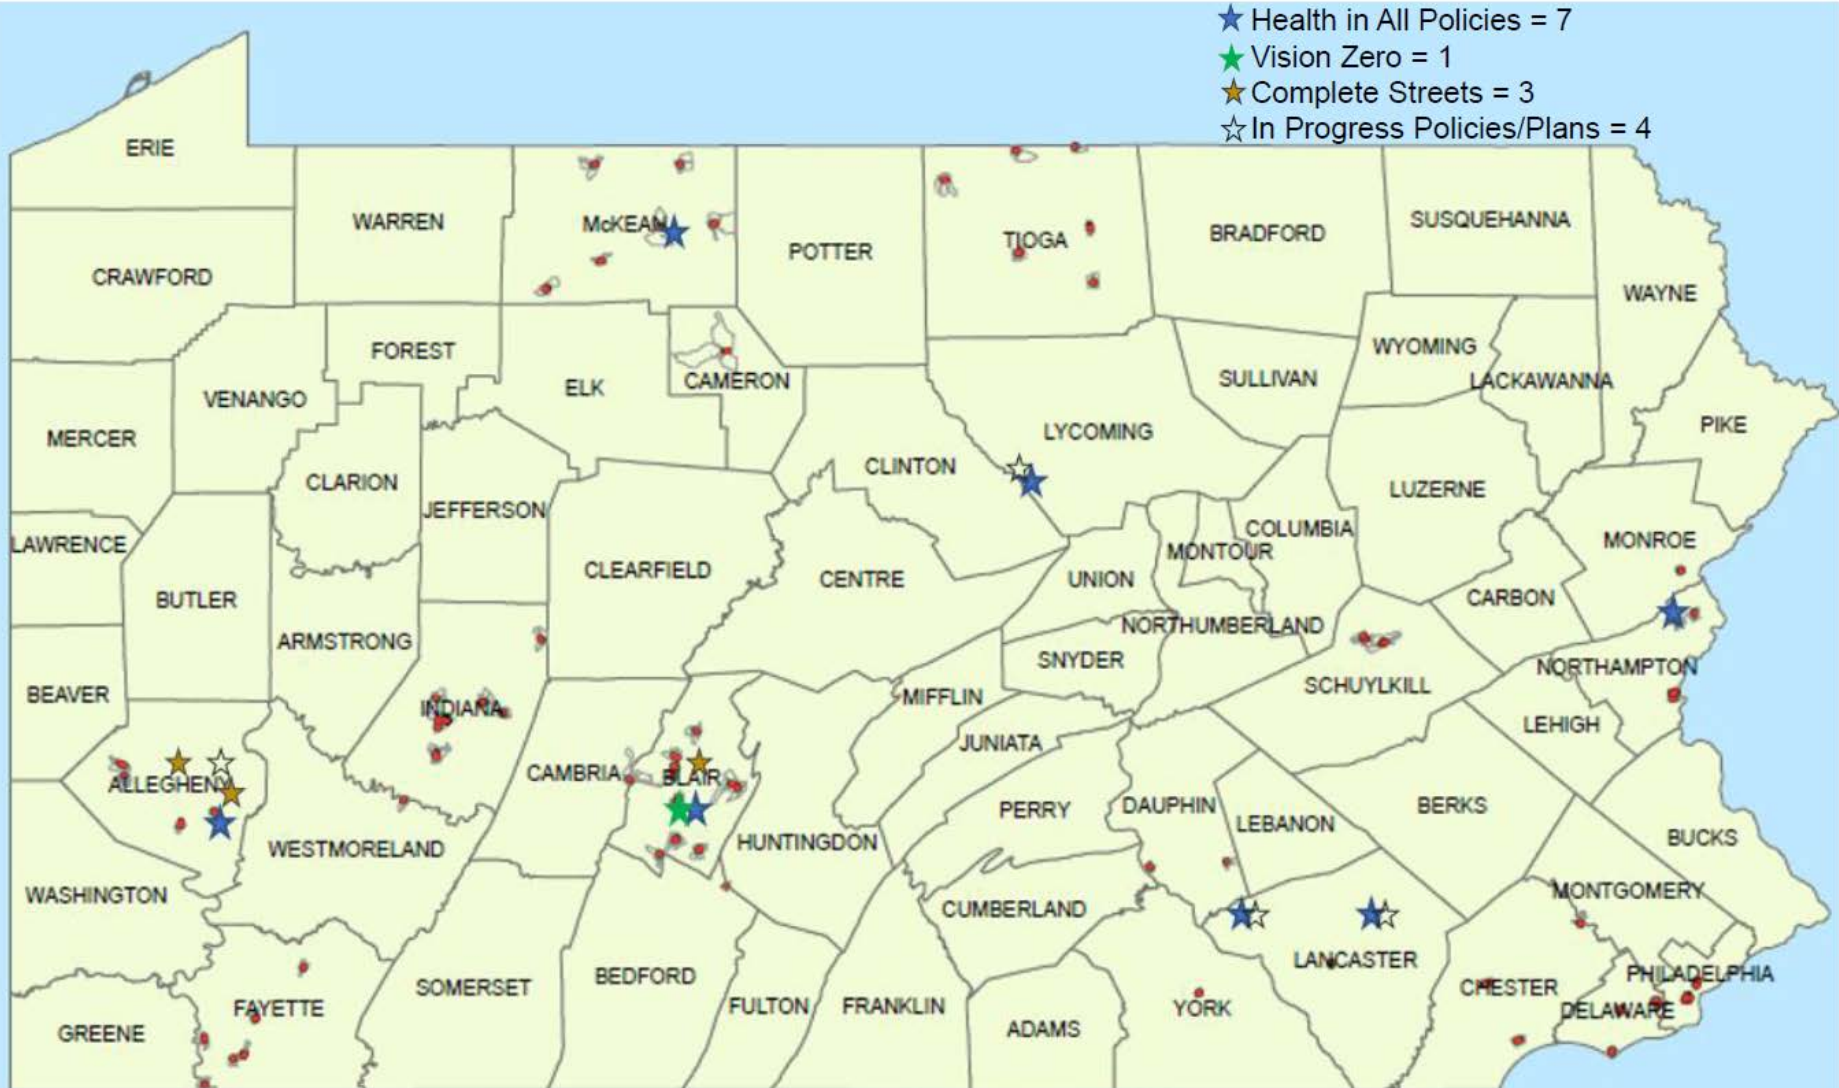 Health in All Policies = 7
Vision Zero = 1
Complete Streets = 3
In Progress Policies/Plans = 4
ERIE
WARREN
McKEAN
POTTER
TIOGA
BRADFORD
SUSQUEHANNA
WAYNE
CRAWFORD
FOREST
ELK
CAMERON
SULLIVAN
WYOMING
LACKAWANNA
VENANGO
MERCER
LYCOMING
PIKE
CLINTON
CLARION
JEFFERSON
LUZERNE
COLUMBIA
MONTOUR
MONROE
LAWRENCE
CLEARFIELD
CENTRE
UNION
CARBON
BUTLER
ARMSTRONG
NORTHUMBERLAND
SNYDER
NORTHAMPTON
SCHUYLKILL
BEAVER
MIFFLIN
INDIANA
LEHIGH
JUNIATA
CAMBRIA
BLAIR
ALLEGHENY
PERRY
DAUPHIN
BERKS
LEBANON
BUCKS
HUNTINGDON
WESTMORELAND
WASHINGTON
CUMBERLAND
MONTGOMERY
LANCASTER
BEDFORD
SOMERSET
PHILADELPHIA
CHESTER
FAYETTE
FULTON
FRANKLIN
YORK
DELAWARE
GREENE
ADAMS